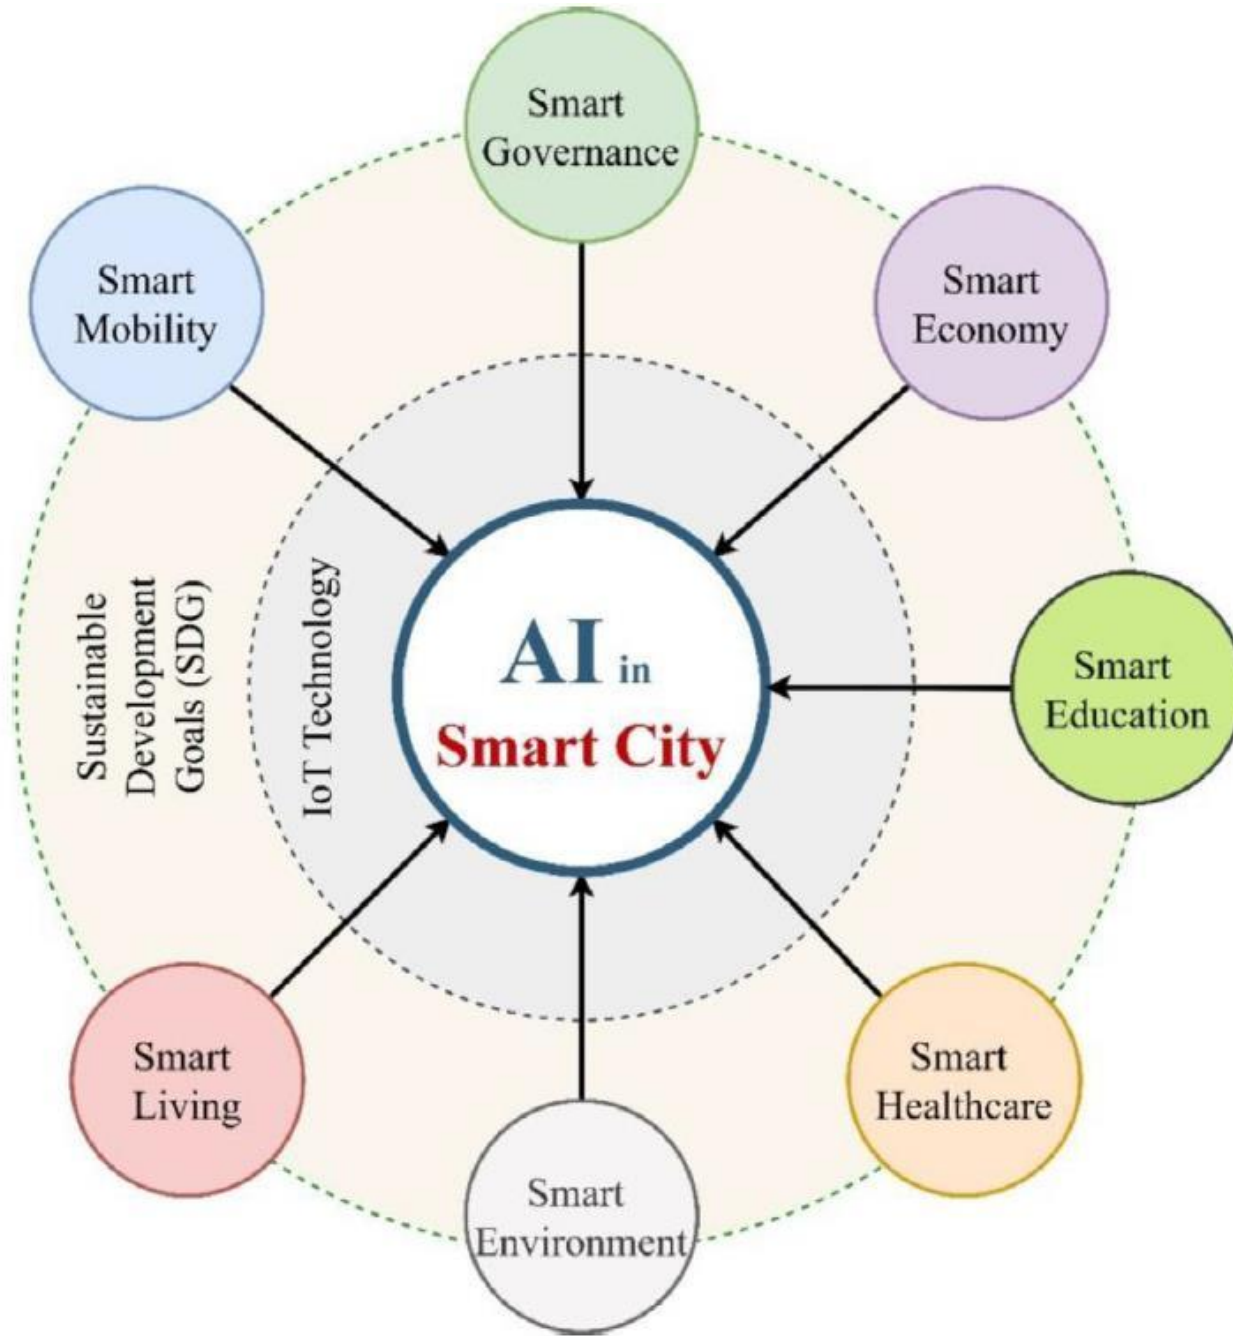 Smart
Governance
Smart
Mobility
Smart
Economy
Sustainable
Development
Goals (SDG)
IoT Technology
AI in
Smart City
Smart
Education
Smart
Living
Smart
Healthcare
Smart
Environment